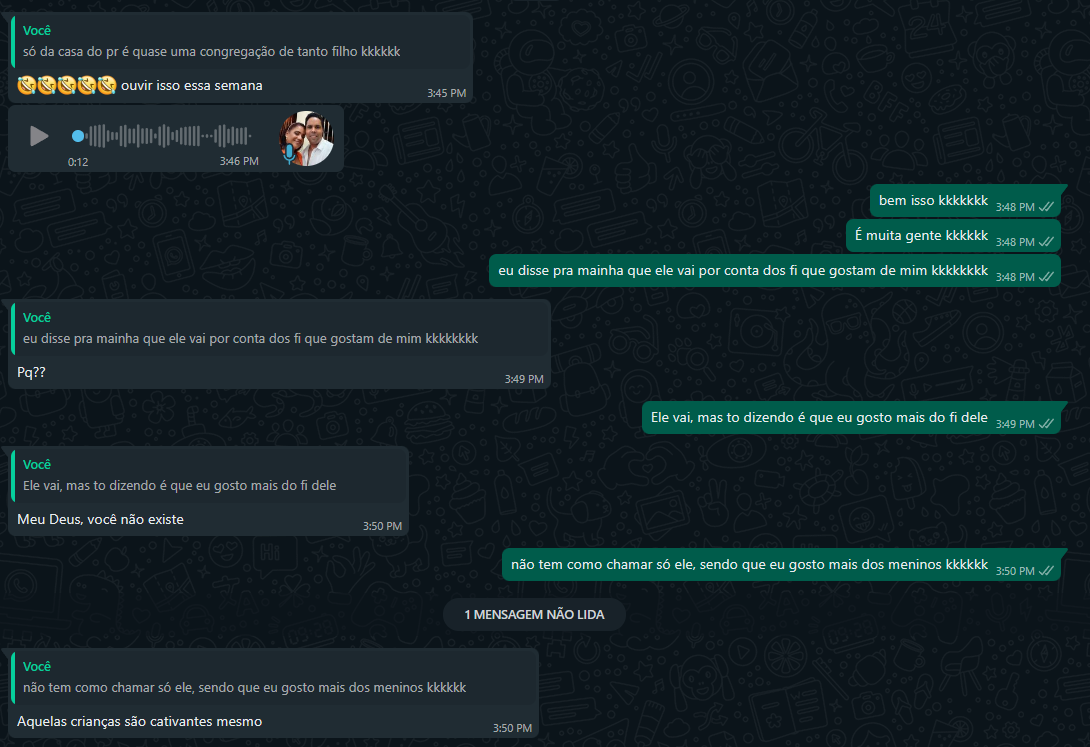 Você
só da casa do pr é quase uma congregação de tanto filho kkkkkk
🤣🤣🤣🤣🤣 ouvir isso essa semana
3:45 PM
0:12
3:46 PM
bem isso kkkkkkk 3:48 PM
É muita gente kkkkkk 3:48 PM
eu disse pra mainha que ele vai por conta dos fi que gostam de mim kkkkkkkk 3:48 PM
Você
eu disse pra mainha que ele vai por conta dos fi que gostam de mim kkkkkkkk
Pq??
3:49 PM
Ele vai, mas to dizendo é que eu gosto mais do fi dele 3:49 PM
Você
Ele vai, mas to dizendo é que eu gosto mais do fi dele
Meu Deus, você não existe
3:50 PM
não tem como chamar só ele, sendo que eu gosto mais dos meninos kkkkkk 3:50 PM
1 MENSAGEM NÃO LIDA
Você
não tem como chamar só ele, sendo que eu gosto mais dos meninos kkkkkk
Aquelas crianças são cativantes mesmo
3:50 PM